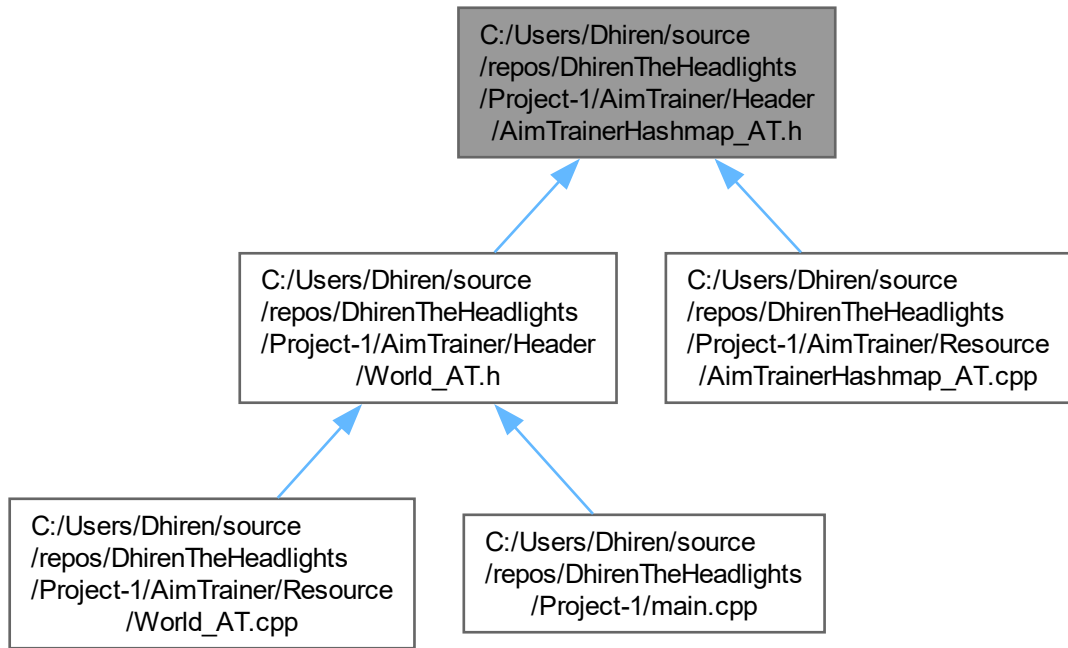 C:/Users/Dhiren/source
/repos/DhirenTheHeadlights
/Project-1/AimTrainer/Header
/AimTrainerHashmap_AT.h
C:/Users/Dhiren/source
/repos/DhirenTheHeadlights
/Project-1/AimTrainer/Header
/World_AT.h
C:/Users/Dhiren/source
/repos/DhirenTheHeadlights
/Project-1/AimTrainer/Resource
/AimTrainerHashmap_AT.cpp
C:/Users/Dhiren/source
/repos/DhirenTheHeadlights
/Project-1/AimTrainer/Resource
/World_AT.cpp
C:/Users/Dhiren/source
/repos/DhirenTheHeadlights
/Project-1/main.cpp